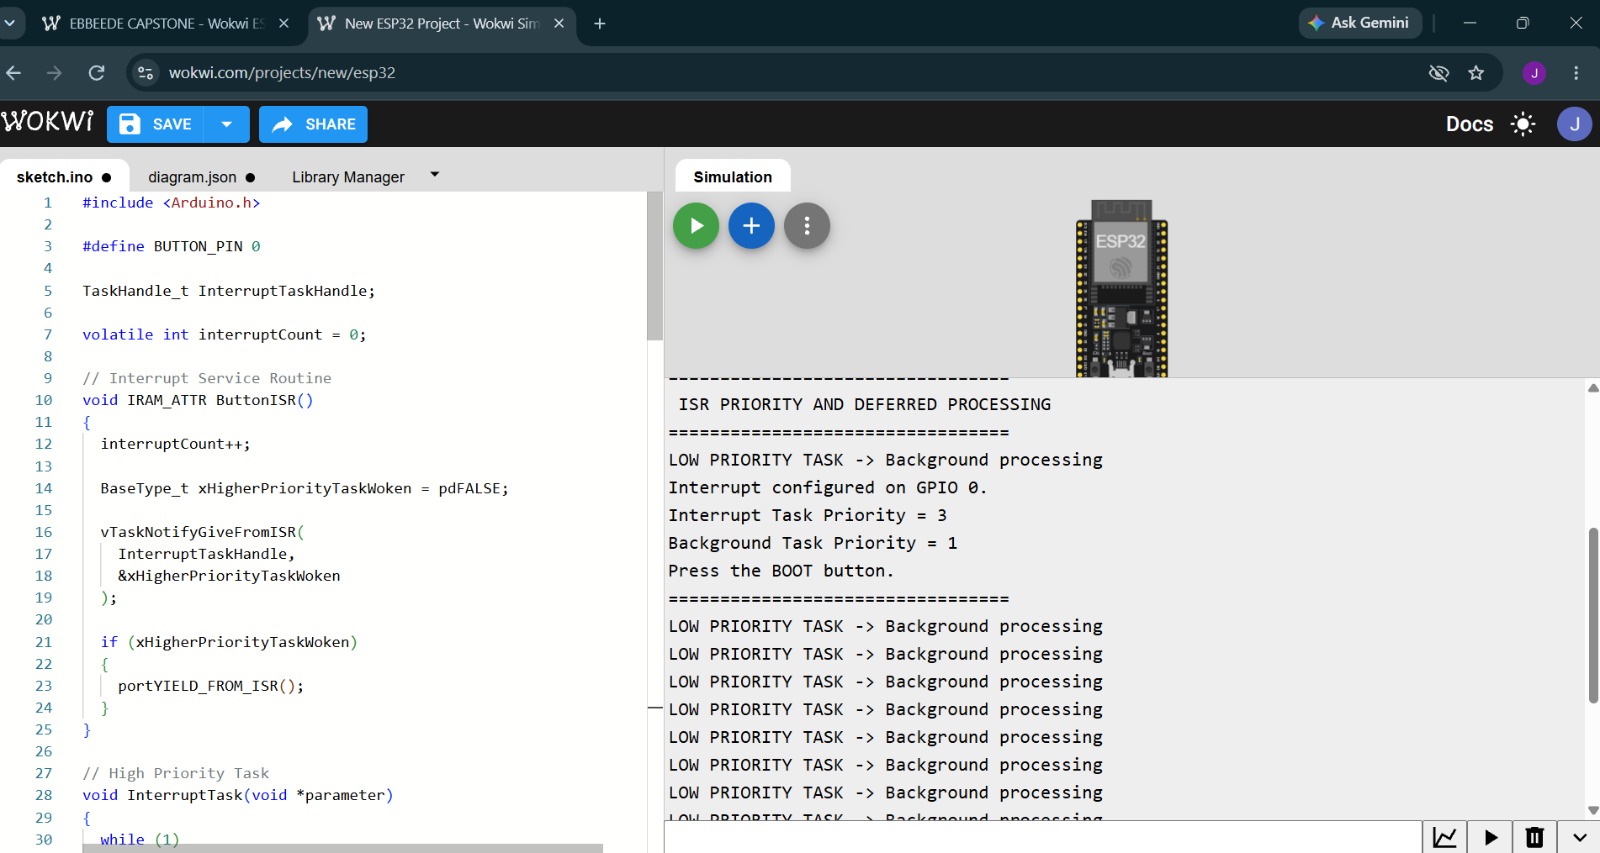 EBBEEDE CAPSTONE - Wokwi ES
New ESP32 Project - Wokwi Sim
Ask Gemini
wokwi.com/projects/new/esp32
J
WOKWi
SAVE
SHARE
Docs
J
sketch.ino ●
diagram.json ●
Library Manager
Simulation
1 #include <Arduino.h>
2
3 #define BUTTON_PIN 0
4
5 TaskHandle_t InterruptTaskHandle;
6
7 volatile int interruptCount = 0;
8
9 // Interrupt Service Routine
10 void IRAM_ATTR ButtonISR()
11 {
12 interruptCount++;
13
14 BaseType_t xHigherPriorityTaskWoken = pdFALSE;
15
16 vTaskNotifyGiveFromISR(
17 InterruptTaskHandle,
18 &xHigherPriorityTaskWoken
19 );
20
21 if (xHigherPriorityTaskWoken)
22 {
23 portYIELD_FROM_ISR();
24 }
25 }
26
27 // High Priority Task
28 void InterruptTask(void *parameter)
29 {
30 while (1)
ESP32
=================================
ISR PRIORITY AND DEFERRED PROCESSING
=================================
LOW PRIORITY TASK -> Background processing
Interrupt configured on GPIO 0.
Interrupt Task Priority = 3
Background Task Priority = 1
Press the BOOT button.
=================================
LOW PRIORITY TASK -> Background processing
LOW PRIORITY TASK -> Background processing
LOW PRIORITY TASK -> Background processing
LOW PRIORITY TASK -> Background processing
LOW PRIORITY TASK -> Background processing
LOW PRIORITY TASK -> Background processing
LOW PRIORITY TASK -> Background processing
LOW PRIORITY TASK -> Background processing